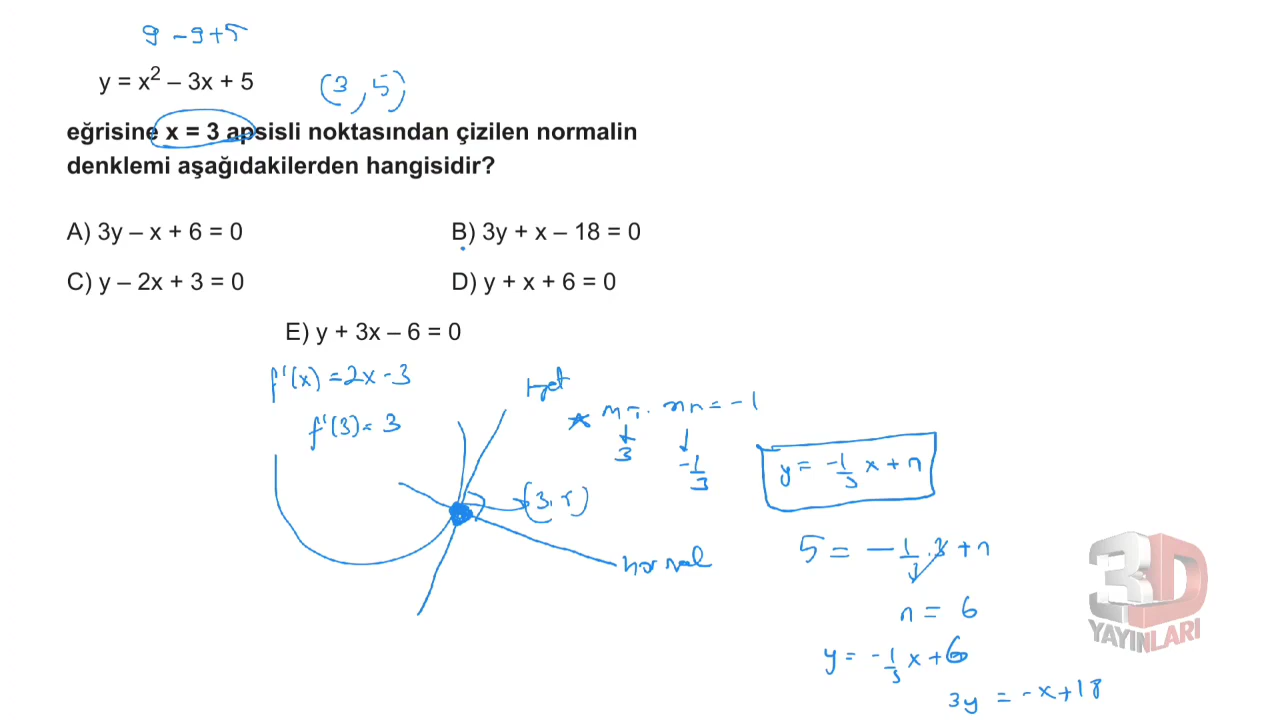 9 - 9 + 5
y = x² – 3x + 5
(3, 5)
eğrisine x = 3 apsisli noktasından çizilen normalin
denklemi aşağıdakilerden hangisidir?
A) 3y – x + 6 = 0
B) 3y + x – 18 = 0
C) y – 2x + 3 = 0
D) y + x + 6 = 0
E) y + 3x – 6 = 0
f'(x) = 2x - 3
f'(3) = 3
mT . mn = -1
3
-1/3
y = -1/3 x + n
(3, 5)
normal
5 = -1/3 . 3 + n
n = 6
y = -1/3 x + 6
3y = -x + 18
3D
YAYINLARI